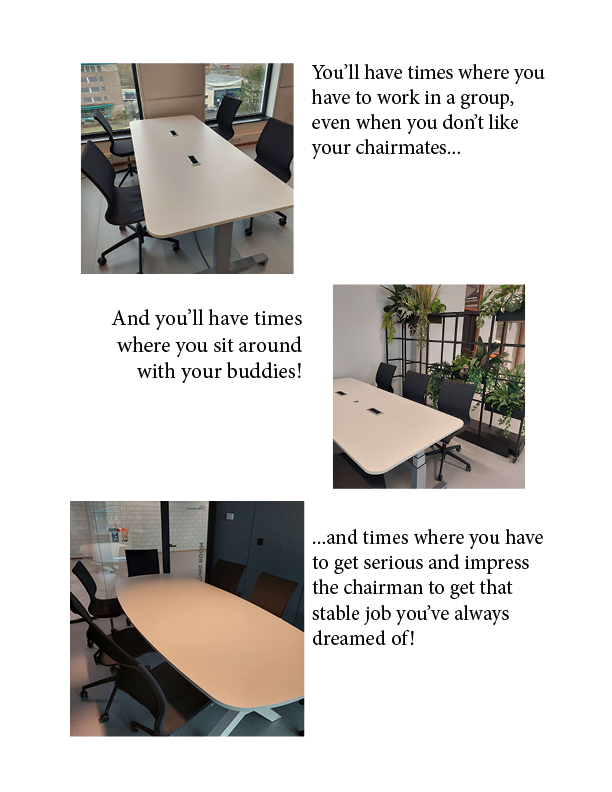 You’ll have times where you
have to work in a group,
even when you don’t like
your chairmates...
And you’ll have times
where you sit around
with your buddies!
...and times where you have
to get serious and impress
the chairman to get that
stable job you’ve always
dreamed of!